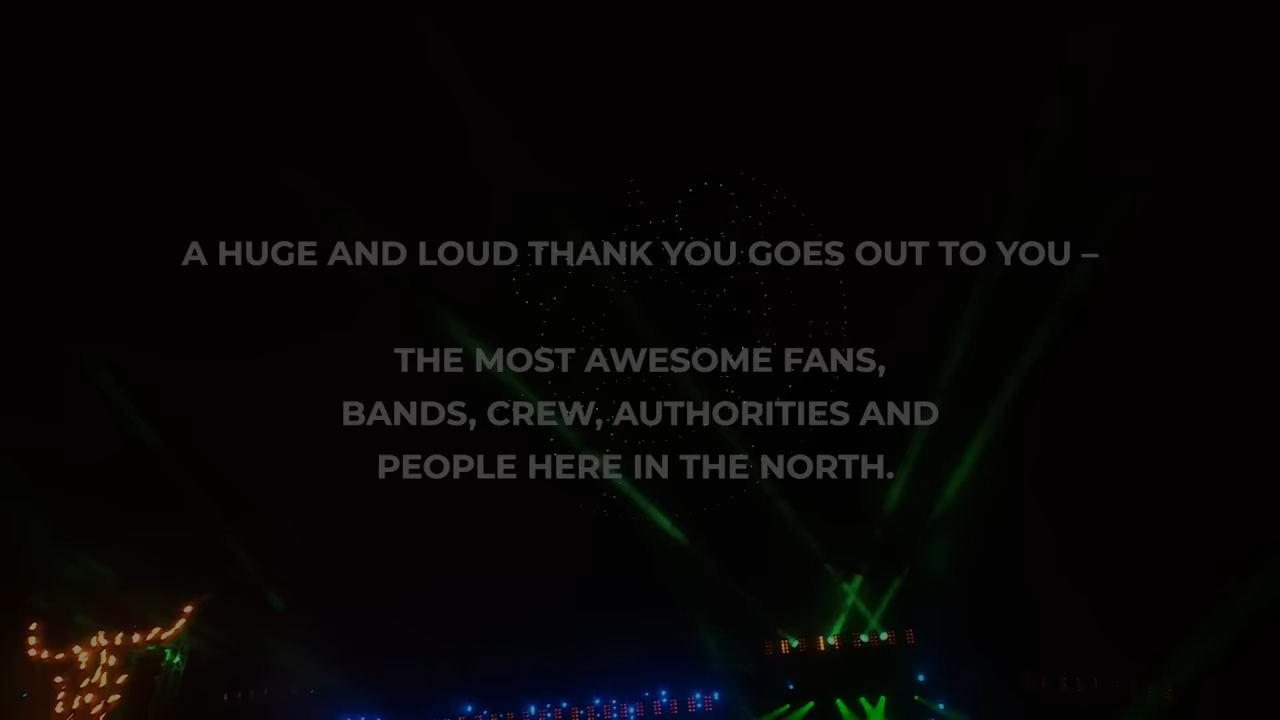 A HUGE AND LOUD THANK YOU GOES OUT TO YOU –
THE MOST AWESOME FANS,
BANDS, CREW, AUTHORITIES AND
PEOPLE HERE IN THE NORTH.